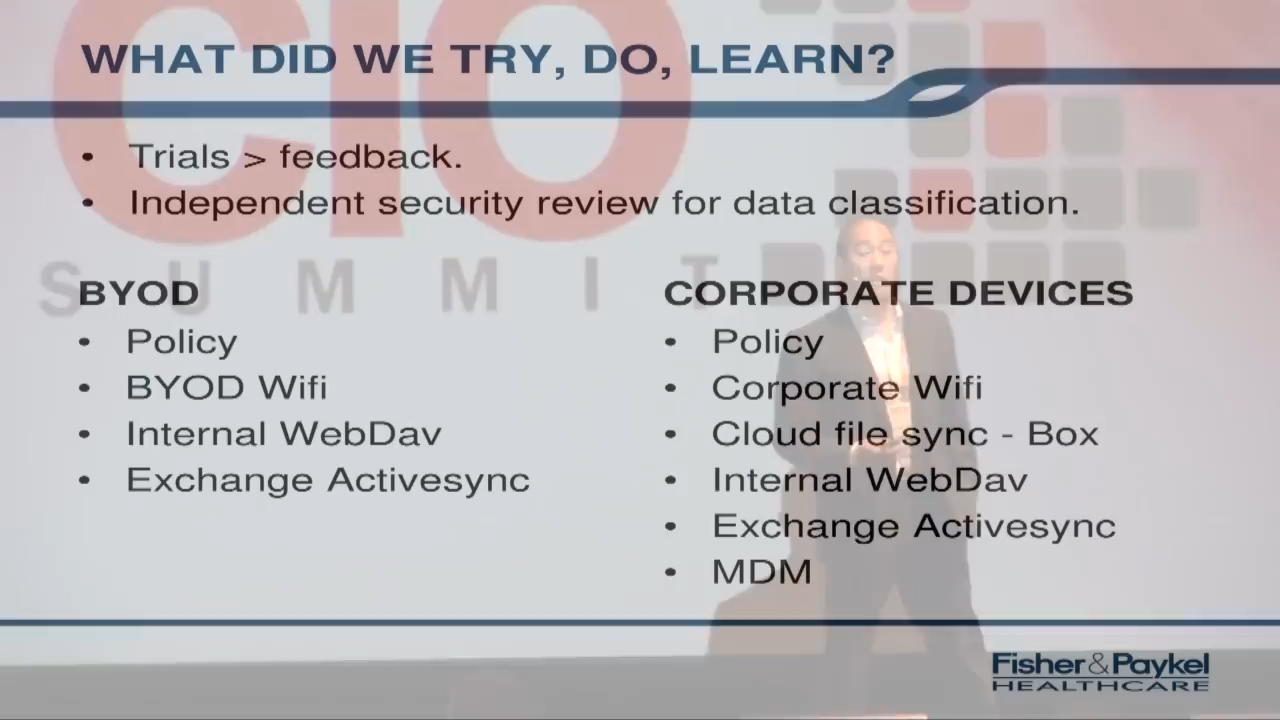 WHAT DID WE TRY, DO, LEARN?
• Trials > feedback.
• Independent security review for data classification.
BYOD
• Policy
• BYOD Wifi
• Internal WebDav
• Exchange Activesync
CORPORATE DEVICES
• Policy
• Corporate Wifi
• Cloud file sync - Box
• Internal WebDav
• Exchange Activesync
• MDM
CIO
SUMMIT
Fisher&Paykel
HEALTHCARE